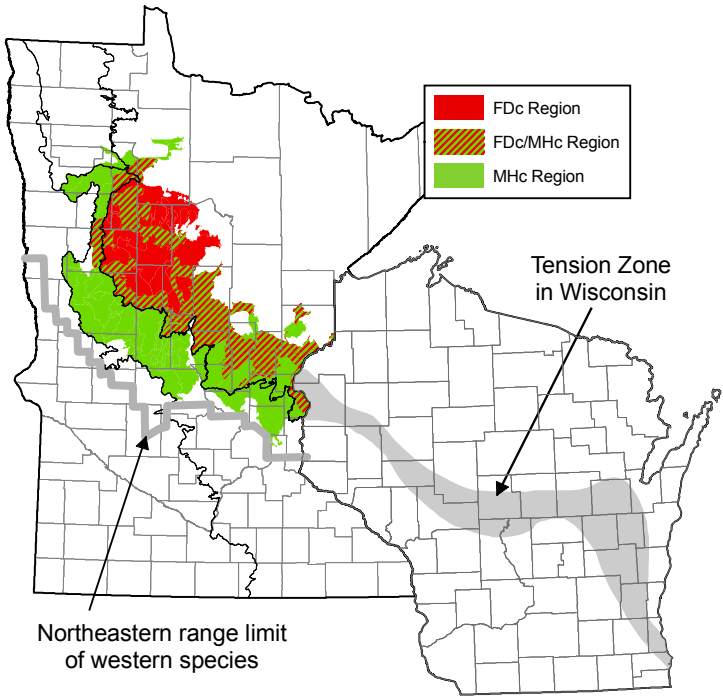 FDc Region
FDc/MHc Region
MHc Region
Tension Zone
in Wisconsin
Northeastern range limit
of western species